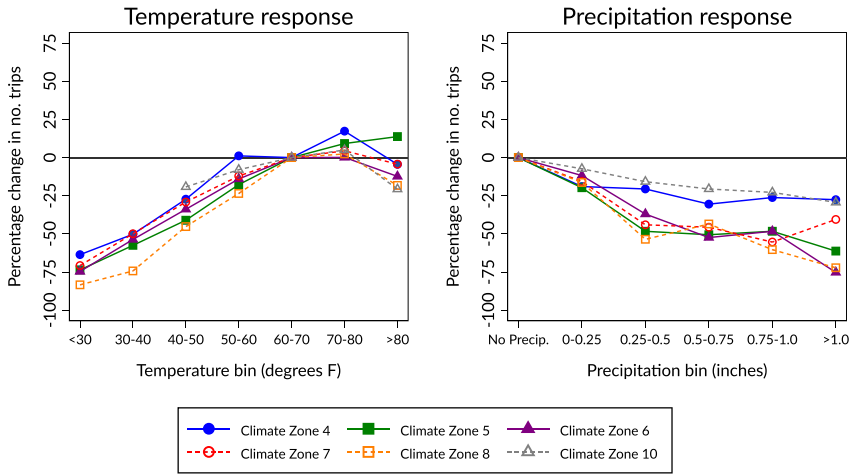 Temperature response
Percentage change in no. trips
75
50
25
0
-25
-50
-75
-100
<30 30-40 40-50 50-60 60-70 70-80 >80
Temperature bin (degrees F)
Precipitation response
Percentage change in no. trips
75
50
25
0
-25
-50
-75
-100
No Precip. 0-0.25 0.25-0.5 0.5-0.75 0.75-1.0 >1.0
Precipitation bin (inches)
Climate Zone 4 Climate Zone 5 Climate Zone 6
Climate Zone 7 Climate Zone 8 Climate Zone 10